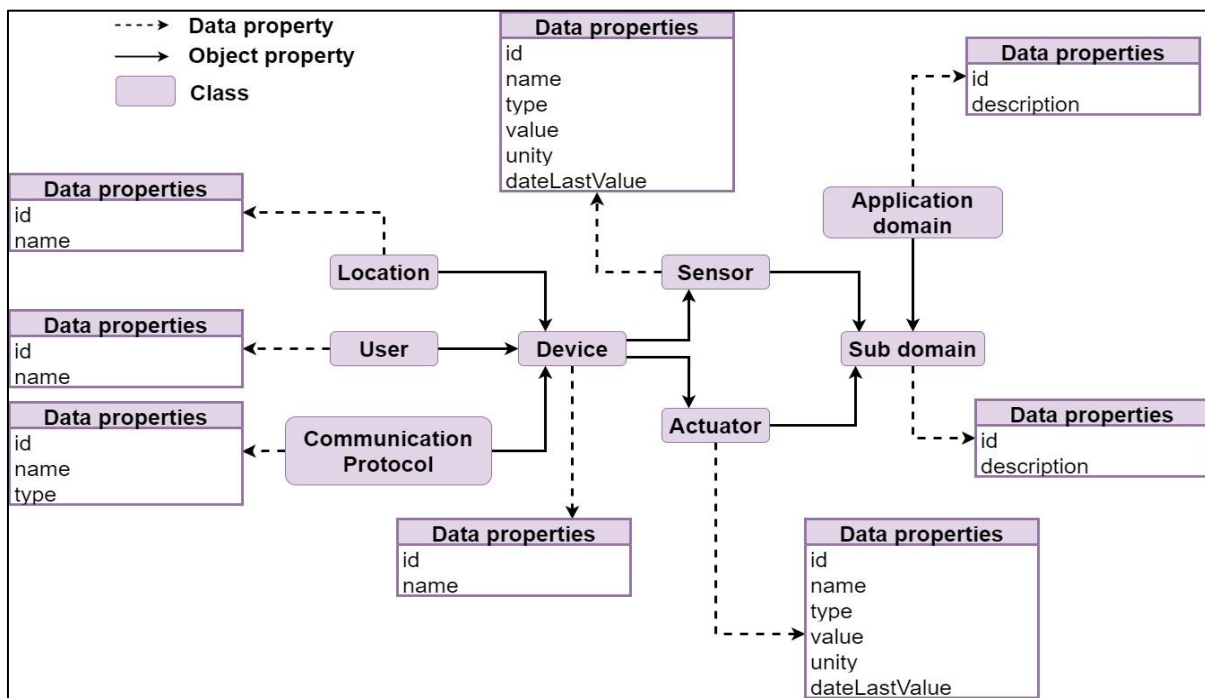 Data property
Object property
Class
Data properties
id
name
type
value
unity
dateLastValue
Data properties
id
description
Data properties
id
name
Application
domain
Location
Sensor
Data properties
id
name
User
Device
Sub domain
Data properties
id
name
type
Communication
Protocol
Actuator
Data properties
id
description
Data properties
id
name
Data properties
id
name
type
value
unity
dateLastValue